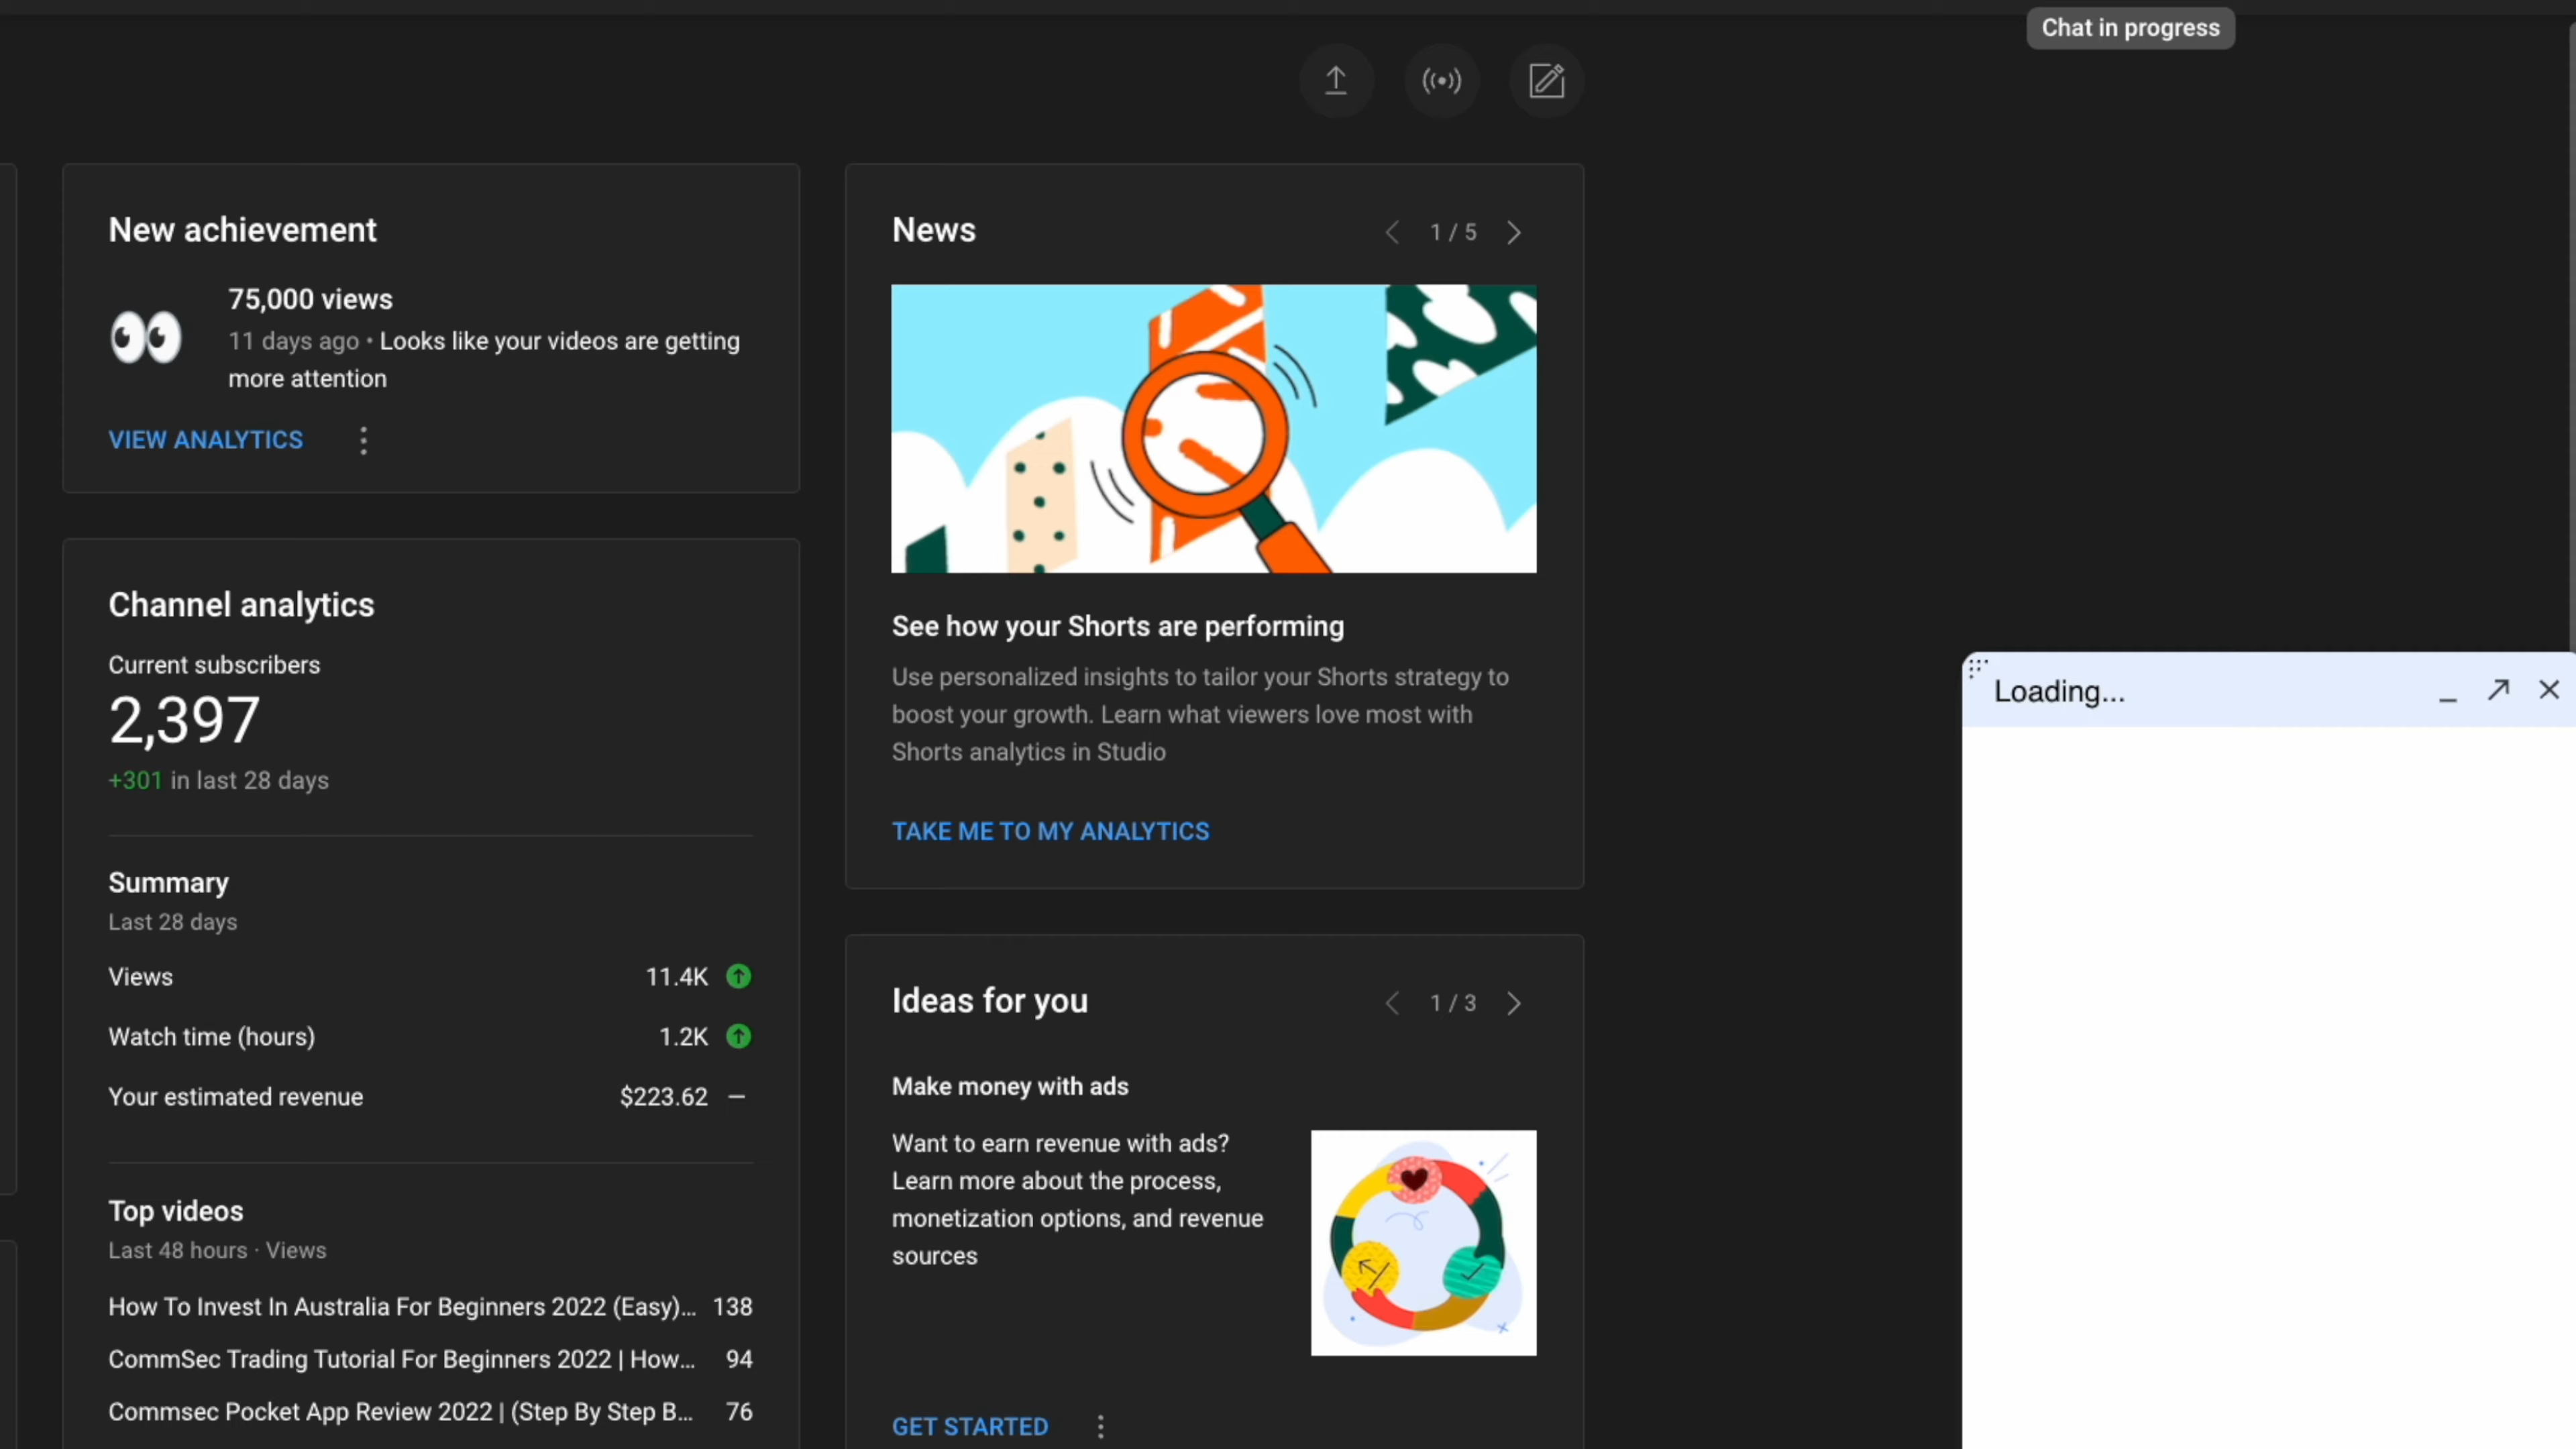 Chat in progress
New achievement
75,000 views
11 days ago • Looks like your videos are getting
more attention
VIEW ANALYTICS
Channel analytics
Current subscribers
2,397
+301 in last 28 days
Summary
Last 28 days
Views 11.4K
Watch time (hours) 1.2K
Your estimated revenue $223.62 —
Top videos
Last 48 hours · Views
How To Invest In Australia For Beginners 2022 (Easy)... 138
CommSec Trading Tutorial For Beginners 2022 | How... 94
Commsec Pocket App Review 2022 | (Step By Step B... 76
News 1 / 5
See how your Shorts are performing
Use personalized insights to tailor your Shorts strategy to
boost your growth. Learn what viewers love most with
Shorts analytics in Studio
TAKE ME TO MY ANALYTICS
Ideas for you 1 / 3
Make money with ads
Want to earn revenue with ads?
Learn more about the process,
monetization options, and revenue
sources
GET STARTED
Loading...